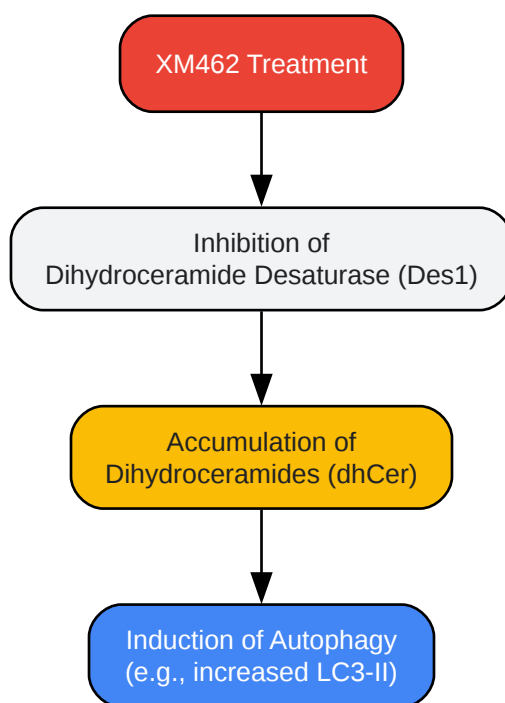 XM462 Treatment
Inhibition of
Dihydroceramide Desaturase (Des1)
Accumulation of
Dihydroceramides (dhCer)
Induction of Autophagy
(e.g., increased LC3-II)